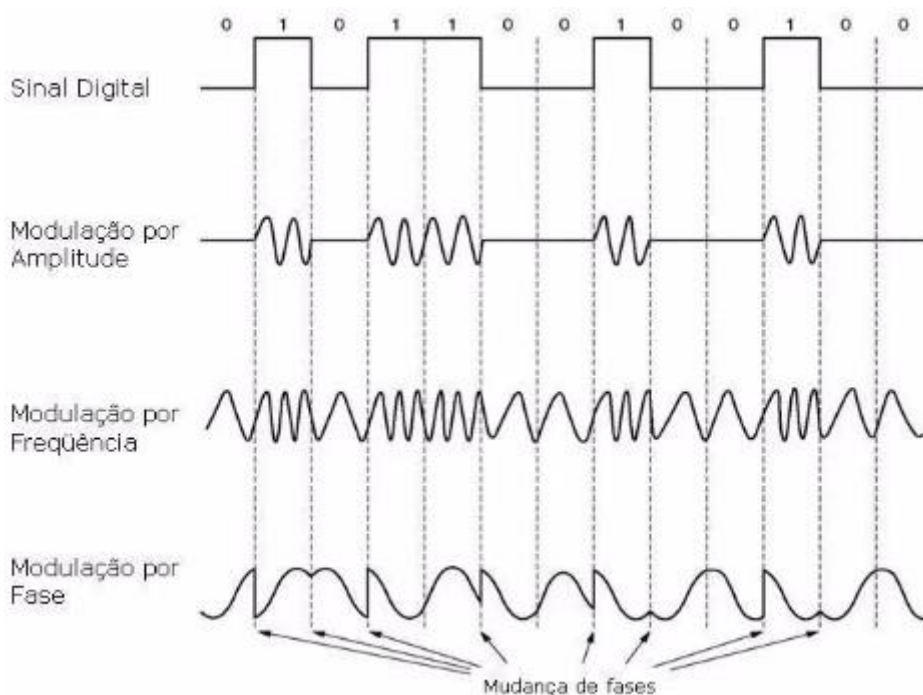 0 1 0 1 1 0 0 1 0 0 1 0 0
Sinal Digital
Modulação por
Amplitude
Modulação por
Freqüência
Modulação por
Fase
Mudança de fases